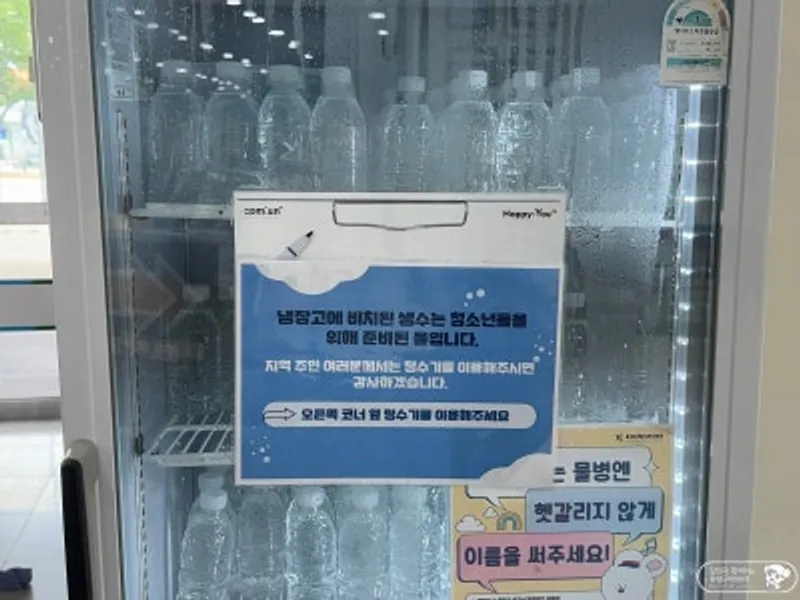 comi:un
Happy-You
냉장고에 비치된 생수는 청소년들을
위해 준비된 물입니다.
지역 주민 여러분께서는 정수기를 이용해주시면
감사하겠습니다.
오른쪽 코너 옆 정수기를 이용해주세요
는 물병엔
헷갈리지 않게
이름을 써주세요!